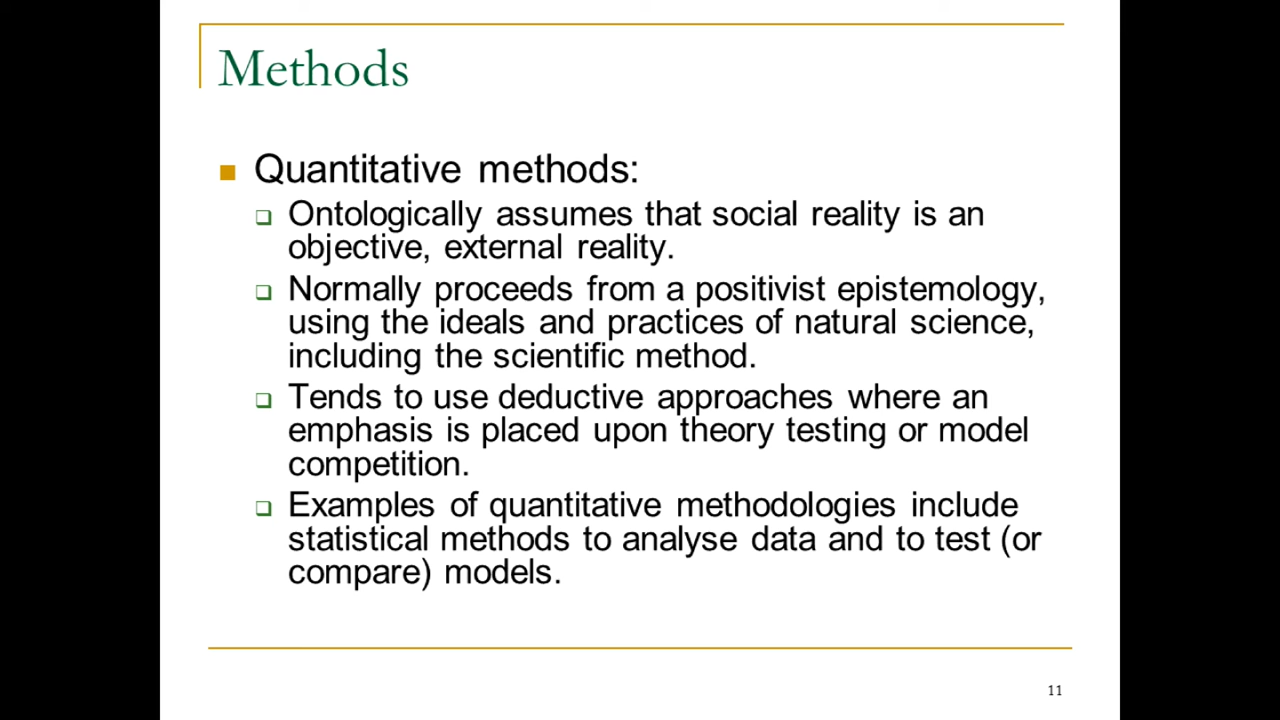 Methods
Quantitative methods:
Ontologically assumes that social reality is an
objective, external reality.
Normally proceeds from a positivist epistemology,
using the ideals and practices of natural science,
including the scientific method.
Tends to use deductive approaches where an
emphasis is placed upon theory testing or model
competition.
Examples of quantitative methodologies include
statistical methods to analyse data and to test (or
compare) models.
11